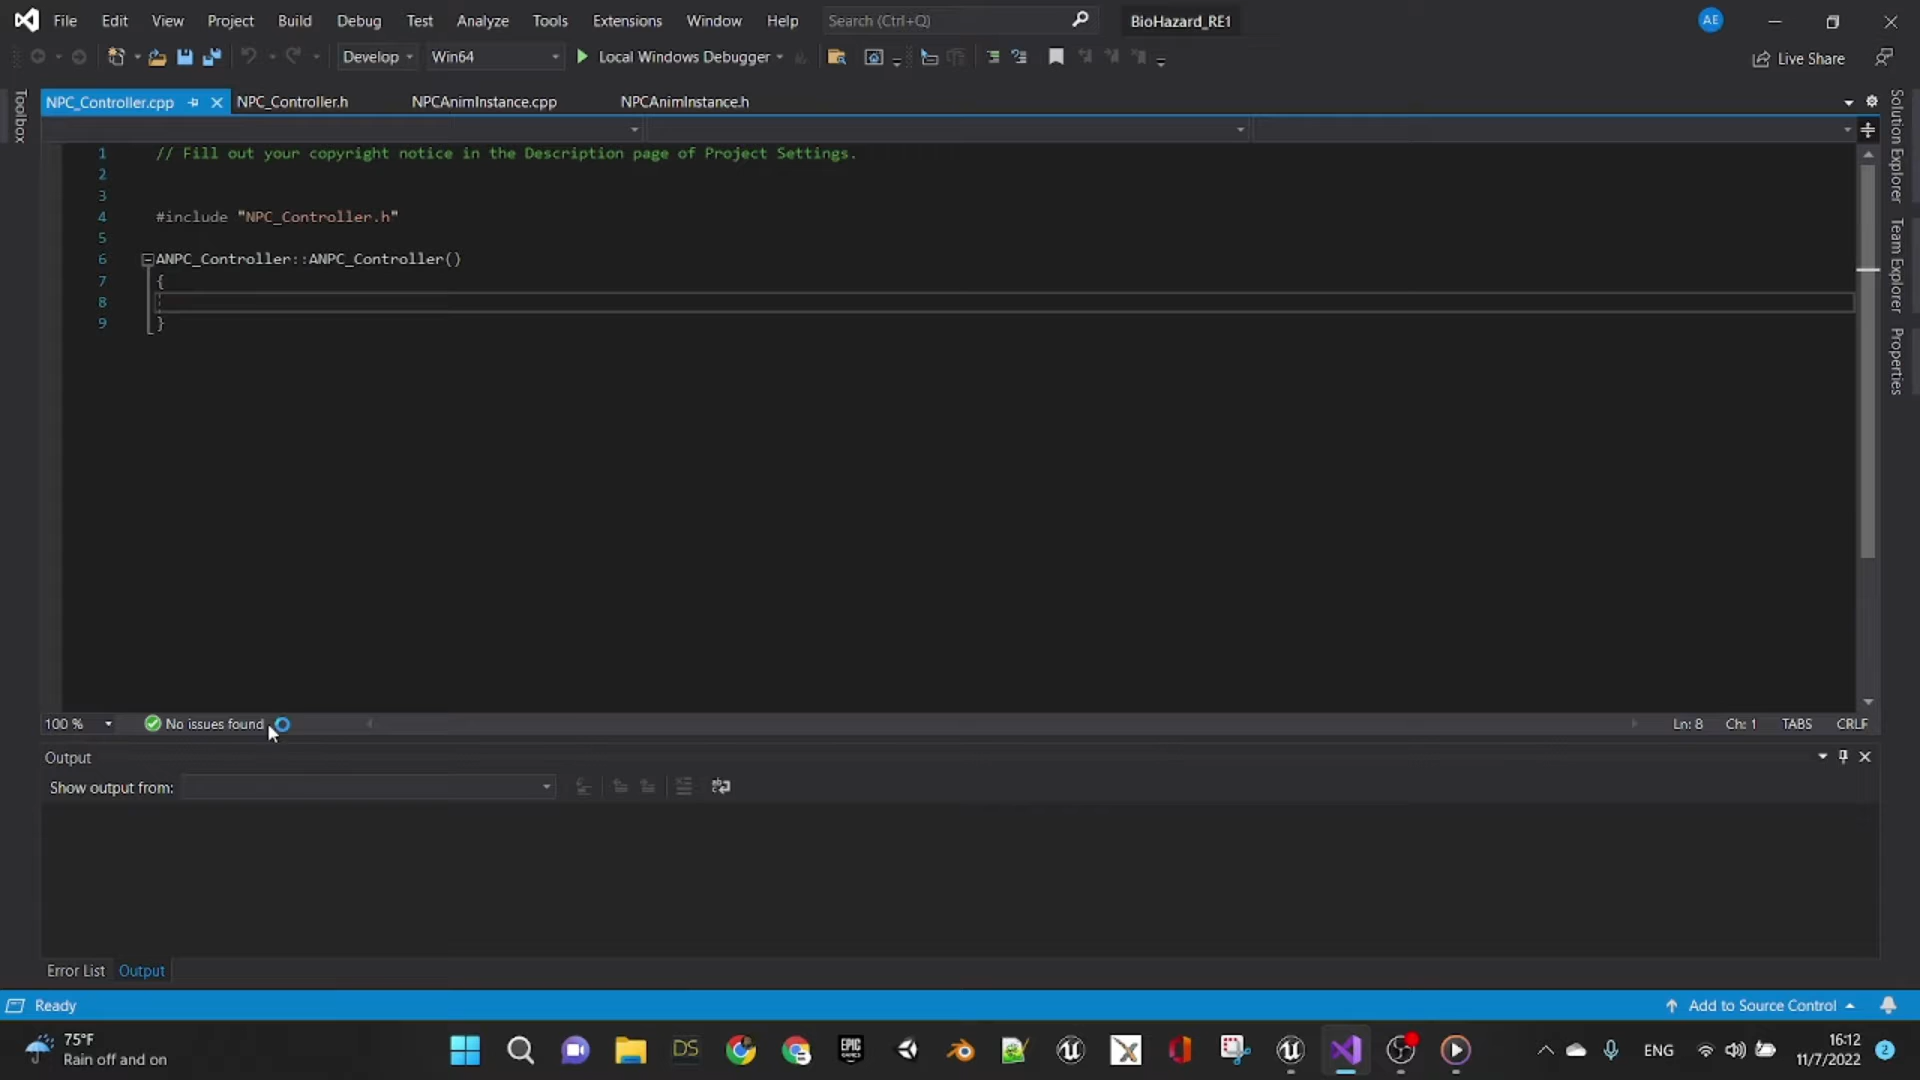 File Edit View Project Build Debug Test Analyze Tools Extensions Window Help Search (Ctrl+Q) BioHazard_RE1 AE
Develop Win64 Local Windows Debugger Live Share
NPC_Controller.cpp NPC_Controller.h NPCAnimInstance.cpp NPCAnimInstance.h
Toolbox
Solution Explorer
Team Explorer
Properties
1 // Fill out your copyright notice in the Description page of Project Settings.
2
3
4 #include "NPC_Controller.h"
5
6 ANPC_Controller::ANPC_Controller()
7 {
8
9 }
100 % No issues found Ln: 8 Ch: 1 TABS CRLF
Output
Show output from:
Error List Output
Ready Add to Source Control
75°F
Rain off and on
DS
EPIC GAMES
ENG
16:12
11/7/2022
2